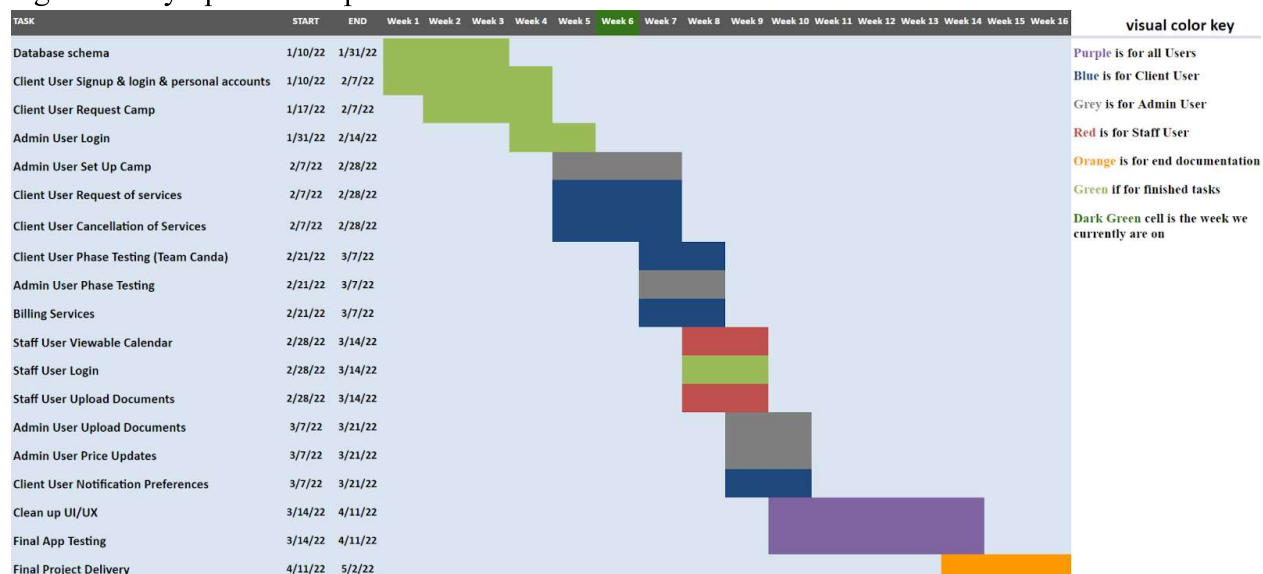 TASK START END Week 1 Week 2 Week 3 Week 4 Week 5 Week 6 Week 7 Week 8 Week 9 Week 10 Week 11 Week 12 Week 13 Week 14 Week 15 Week 16
Database schema 1/10/22 1/31/22
Client User Signup & login & personal accounts 1/10/22 2/7/22
Client User Request Camp 1/17/22 2/7/22
Admin User Login 1/31/22 2/14/22
Admin User Set Up Camp 2/7/22 2/28/22
Client User Request of services 2/7/22 2/28/22
Client User Cancellation of Services 2/7/22 2/28/22
Client User Phase Testing (Team Canda) 2/21/22 3/7/22
Admin User Phase Testing 2/21/22 3/7/22
Billing Services 2/21/22 3/7/22
Staff User Viewable Calendar 2/28/22 3/14/22
Staff User Login 2/28/22 3/14/22
Staff User Upload Documents 2/28/22 3/14/22
Admin User Upload Documents 3/7/22 3/21/22
Admin User Price Updates 3/7/22 3/21/22
Client User Notification Preferences 3/7/22 3/21/22
Clean up UI/UX 3/14/22 4/11/22
Final App Testing 3/14/22 4/11/22
Final Project Delivery 4/11/22 5/2/22
visual color key
Purple is for all Users
Blue is for Client User
Grey is for Admin User
Red is for Staff User
Orange is for end documentation
Green if for finished tasks
Dark Green cell is the week we
currently are on